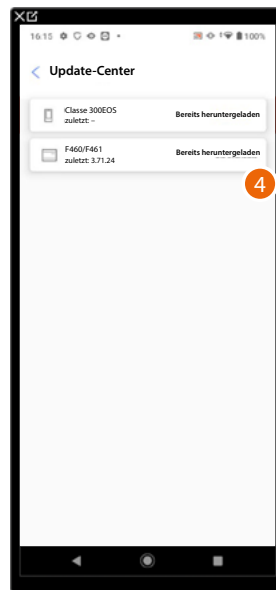 16:15
100%
Update-Center
Classe 300EOS
zuletzt: –
Bereits heruntergeladen
F460/F461
zuletzt: 3.71.24
Bereits heruntergeladen
4